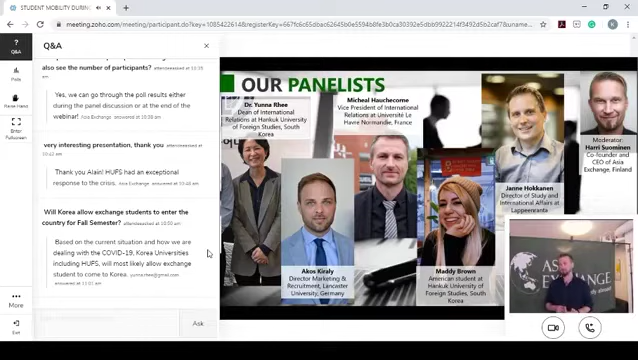 STUDENT MOBILITY DURING
meeting.zoho.com/meeting/participant.do?key=1085422614&registerKey=
Q&A
Q&A
Polls
Raise Hand
Enter
Fullscreen
More
Exit
also see the number of participants?
Yes, we can go through the poll results either
during the panel discussion or at the end of the
webinar!
Asia Exchange
very interesting presentation, thank you
Thank you Alain! HUFS had an exceptional
response to the crisis.
Asia Exchange
Will Korea allow exchange students to enter the
country for Fall Semester?
Based on the current situation and how we are
dealing with the COVID-19, Korea Universities
including HUFS, will most likely allow exchange
student to come to Korea.
Ask
OUR PANELISTS
Dr. Yunna Rhee
Dean of International
Relations at Hankuk University
of Foreign Studies, South
Korea
Micheal Hauchecorne
Vice President of International
Relations at Université Le
Havre Normandie, France
Akos Kiraly
Director Marketing &
Recruitment, Lancaster
University, Germany
Maddy Brown
American student at
Hankuk University of
Foreign Studies, South
Korea
Janne Hokkanen
Director of Study and
International Affairs at
Lappeenranta
Moderator:
Harri Suominen
Co-founder and
CEO of Asia
Exchange, Finland